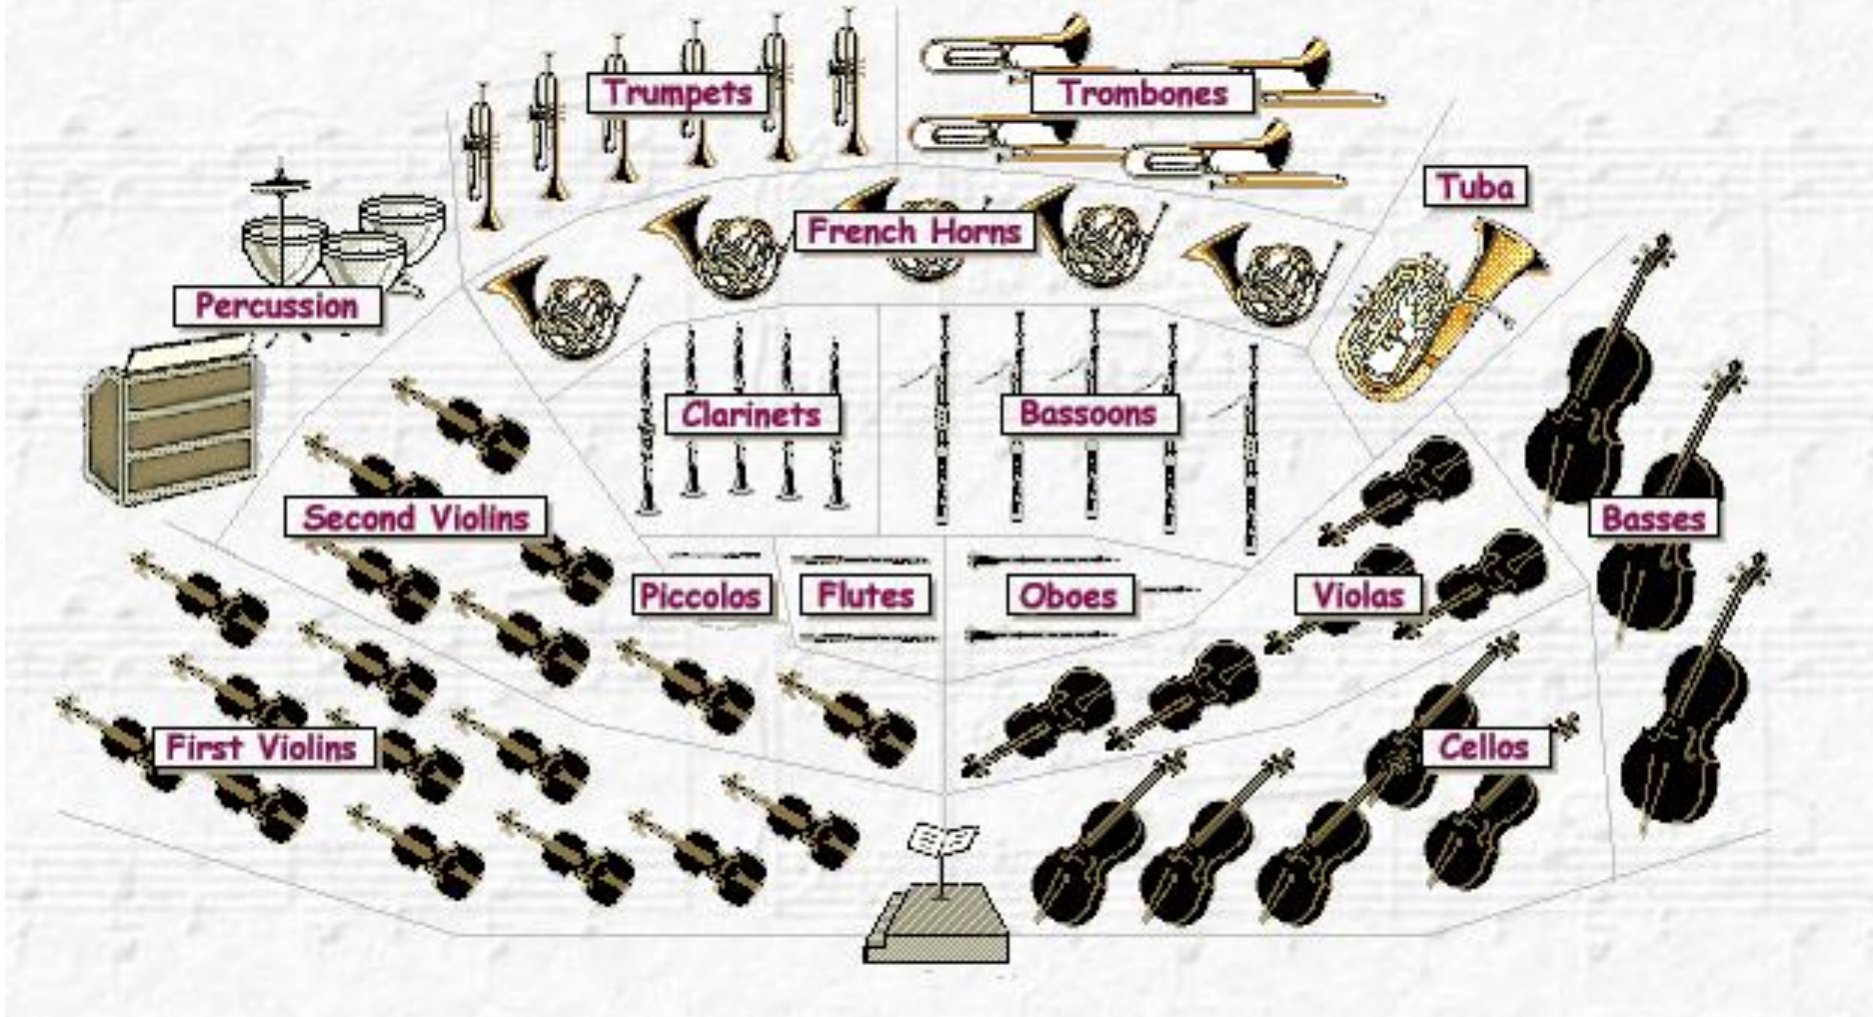 Trumpets
Trombones
Tuba
French Horns
Percussion
Clarinets
Bassoons
Second Violins
Basses
Piccolos
Flutes
Oboes
Violas
First Violins
Cellos